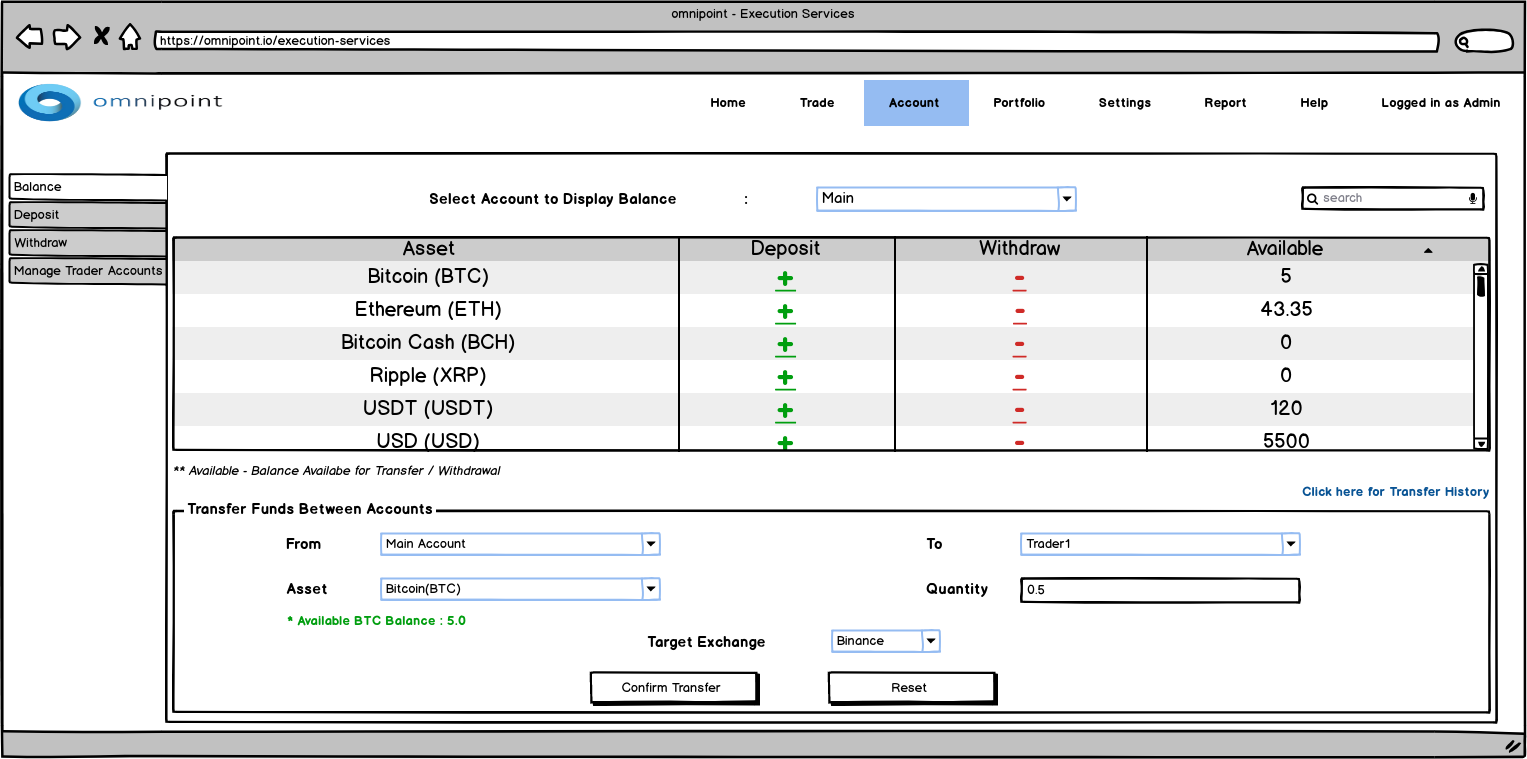 omnipoint - Execution Services
https://omnipoint.io/execution-services
omnipoint
Home Trade Account Portfolio Settings Report Help Logged in as Admin
Balance
Deposit
Withdraw
Manage Trader Accounts
Select Account to Display Balance : Main search
Asset Deposit Withdraw Available
Bitcoin (BTC) + - 5
Ethereum (ETH) + - 43.35
Bitcoin Cash (BCH) + - 0
Ripple (XRP) + - 0
USDT (USDT) + - 120
USD (USD) + - 5500
** Available - Balance Availabe for Transfer / Withdrawal
Click here for Transfer History
Transfer Funds Between Accounts
From Main Account To Trader1
Asset Bitcoin(BTC) Quantity 0.5
* Available BTC Balance : 5.0
Target Exchange Binance
Confirm Transfer Reset